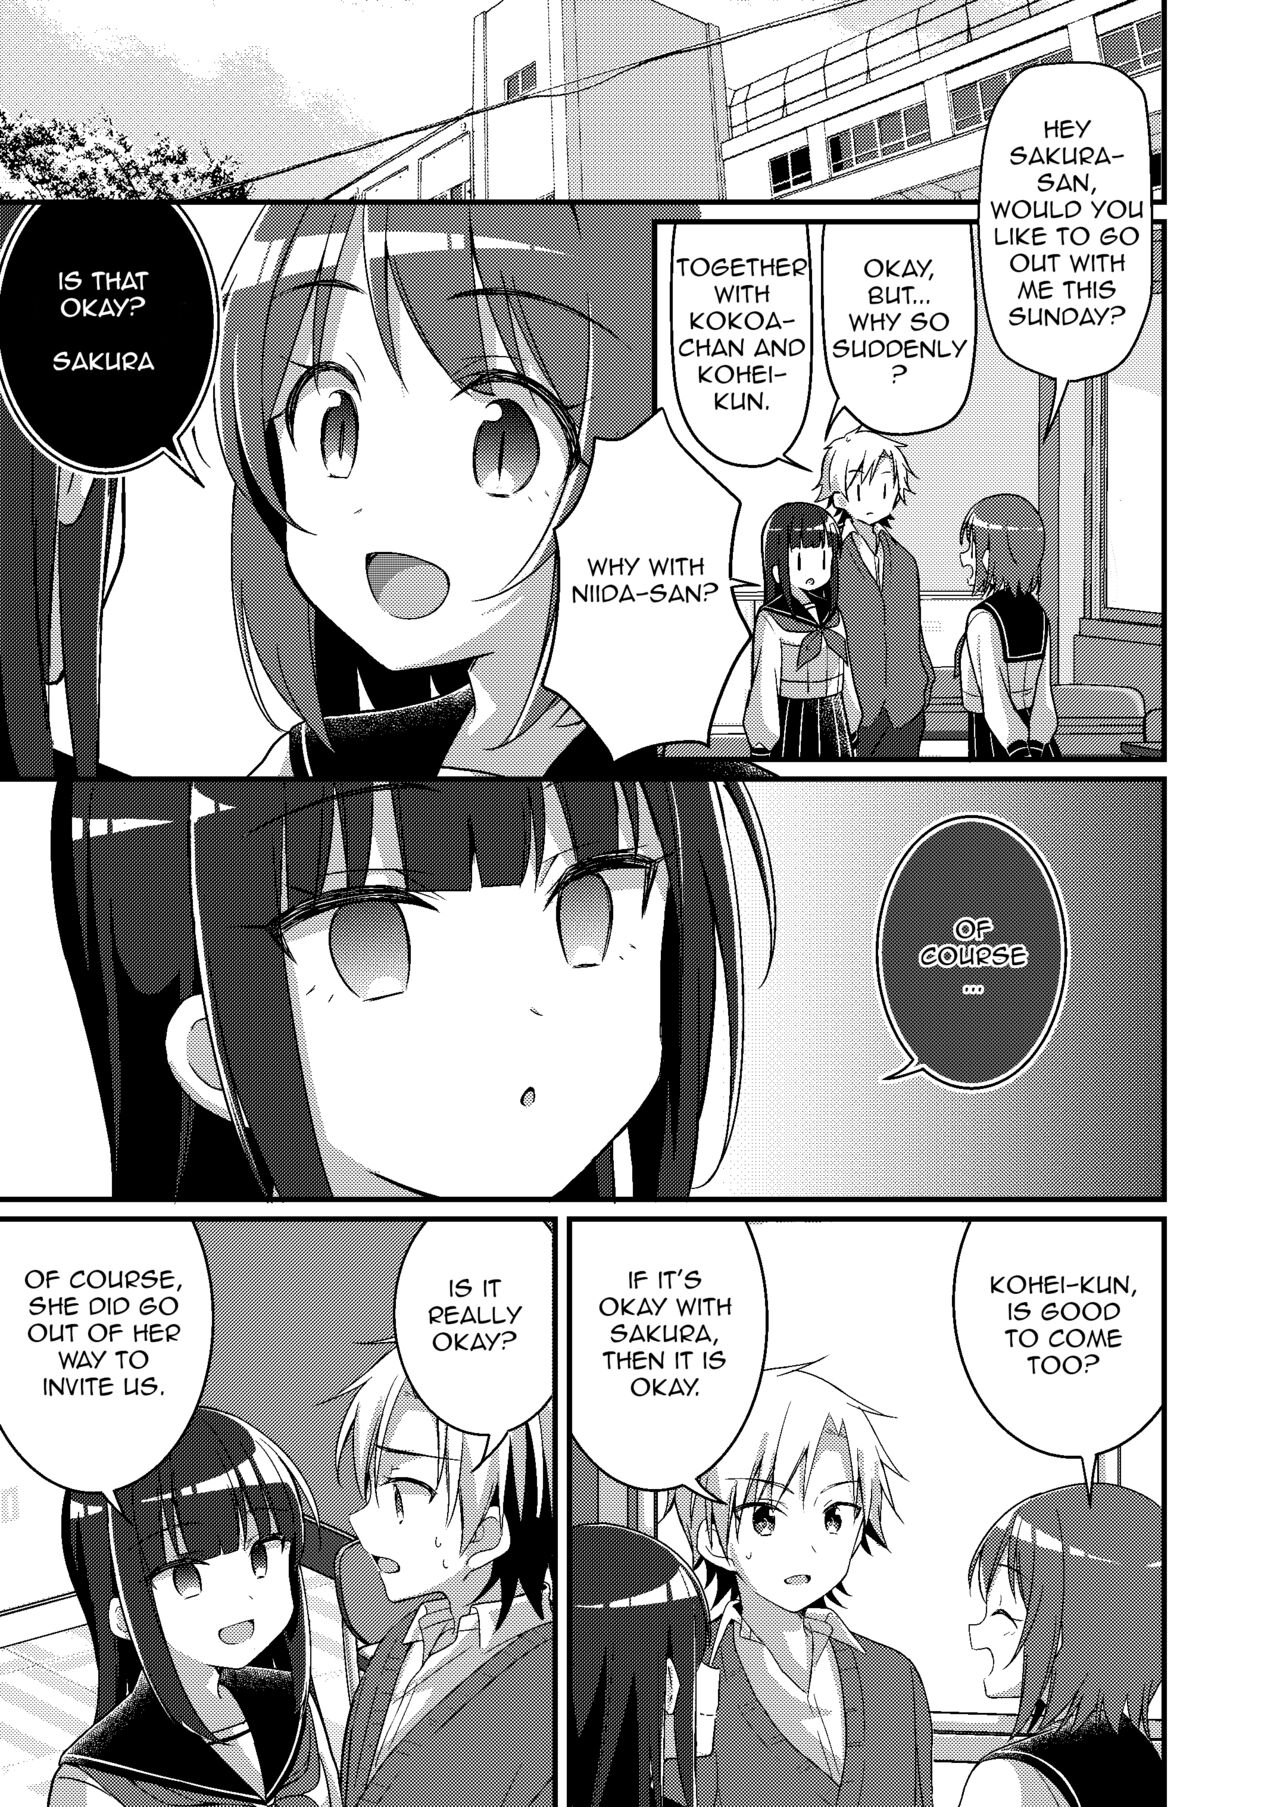 HEY
SAKURA-
SAN,
WOULD YOU
LIKE TO GO
OUT WITH
ME THIS
SUNDAY?
OKAY,
BUT...
WHY SO
SUDDENLY
?
TOGETHER
WITH
KOKOA-
CHAN AND
KOHEI-
KUN.
WHY WITH
NIIDA-SAN?
IS THAT
OKAY?
SAKURA
OF
COURSE
...
KOHEI-KUN,
IS GOOD
TO COME
TOO?
IF IT'S
OKAY WITH
SAKURA,
THEN IT IS
OKAY.
IS IT
REALLY
OKAY?
OF COURSE,
SHE DID GO
OUT OF HER
WAY TO
INVITE US.